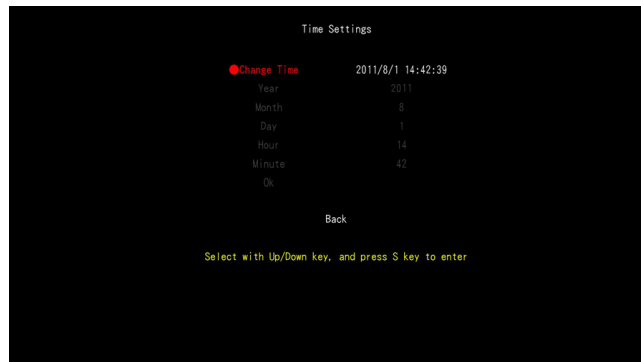 Time Settings
●Change Time 2011/8/1 14:42:39
Year 2011
Month 8
Day 1
Hour 14
Minute 42
Ok
Back
Select with Up/Down key, and press S key to enter